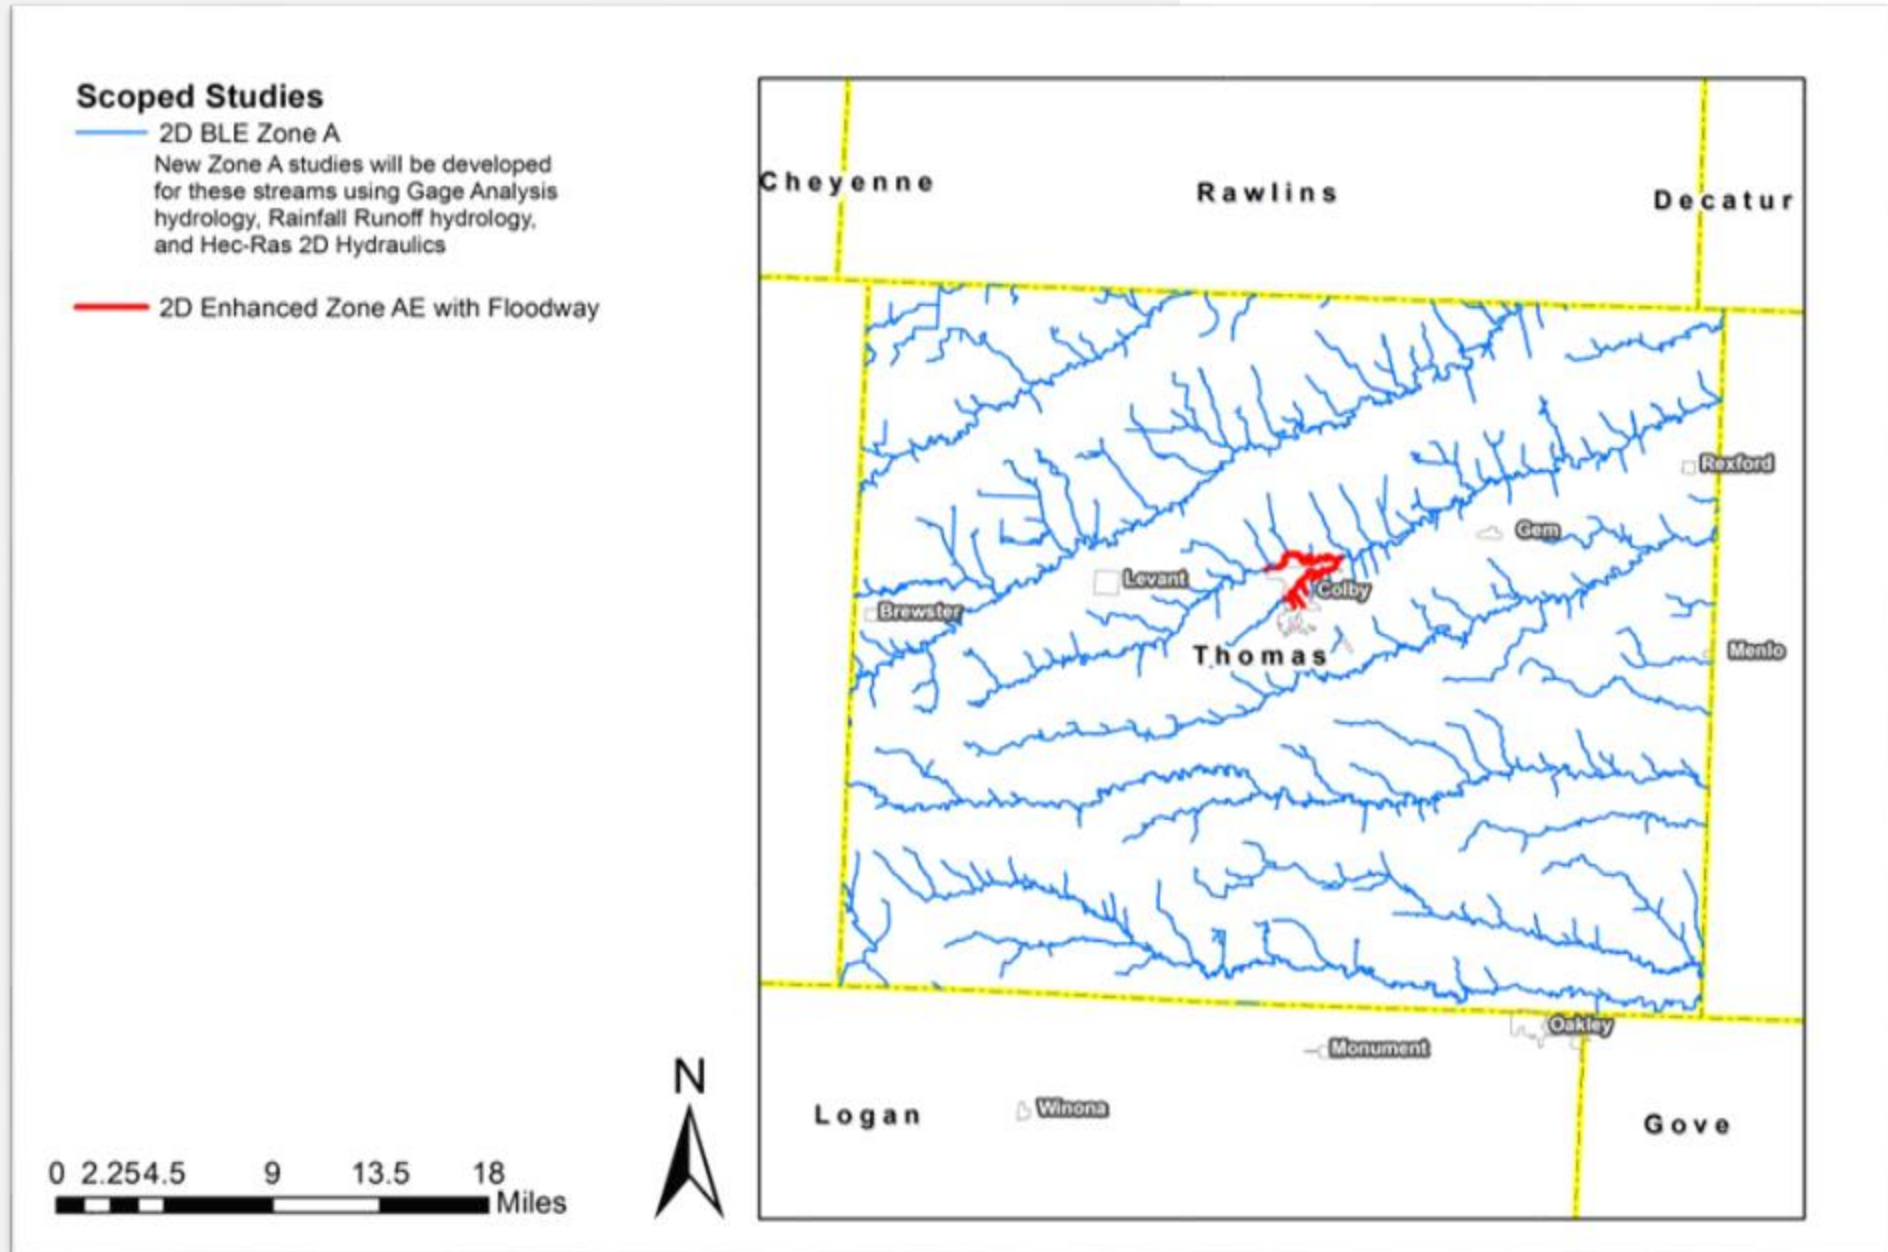 Scoped Studies
2D BLE Zone A
New Zone A studies will be developed
for these streams using Gage Analysis
hydrology, Rainfall Runoff hydrology,
and Hec-Ras 2D Hydraulics
2D Enhanced Zone AE with Floodway
Cheyenne
Rawlins
Decatur
Rexford
Gem
Levant
Colby
Brewster
Thomas
Menlo
Oakley
Monument
Winona
Logan
Gove
N
0 2.25 4.5 9 13.5 18
Miles